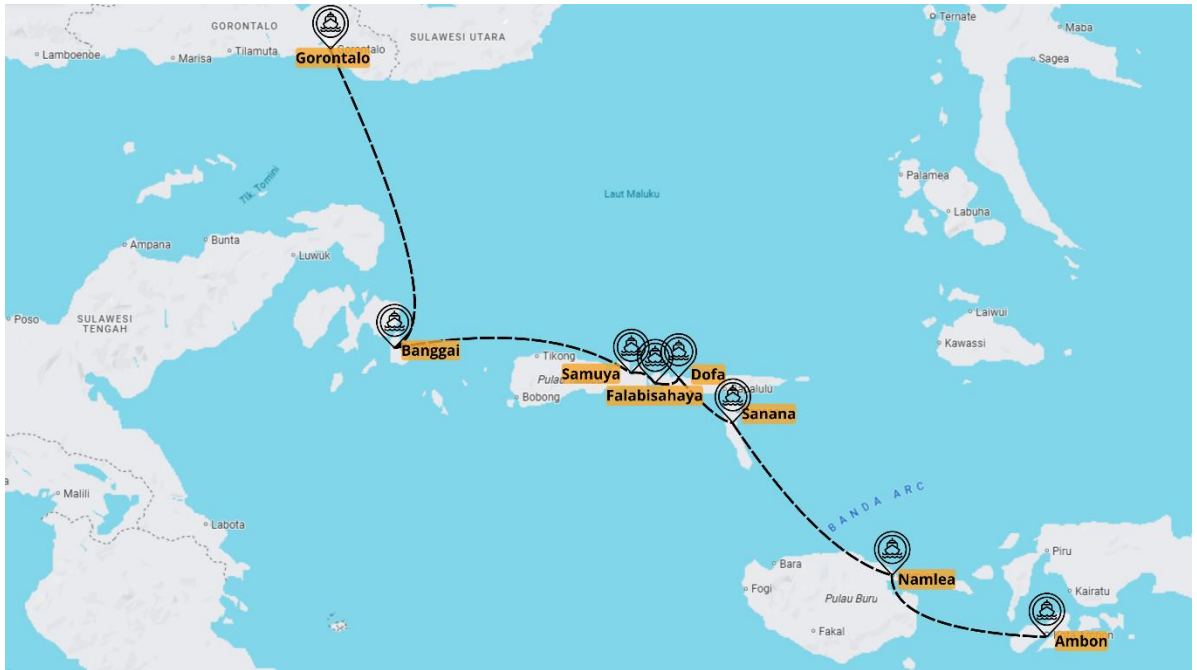 GORONTALO
SULAWESI UTARA
Ternate
Maba
Lamboenoe
Marisa
Tilamuta
Gorontalo
Sagea
Laut Maluku
Tlk. Tomini
Palamea
Labuha
Ampana
Bunta
Luwuk
Poso
SULAWESI
TENGAH
Banggai
Laiwui
Kawassi
Tikong
Samuya
Dofa
Pulau
Bobong
Falabisahaya
Sanana
Malili
Labota
BANDA ARC
Bara
Fogi
Namlea
Pulau Buru
Fakal
Piru
Kairatu
Ambon